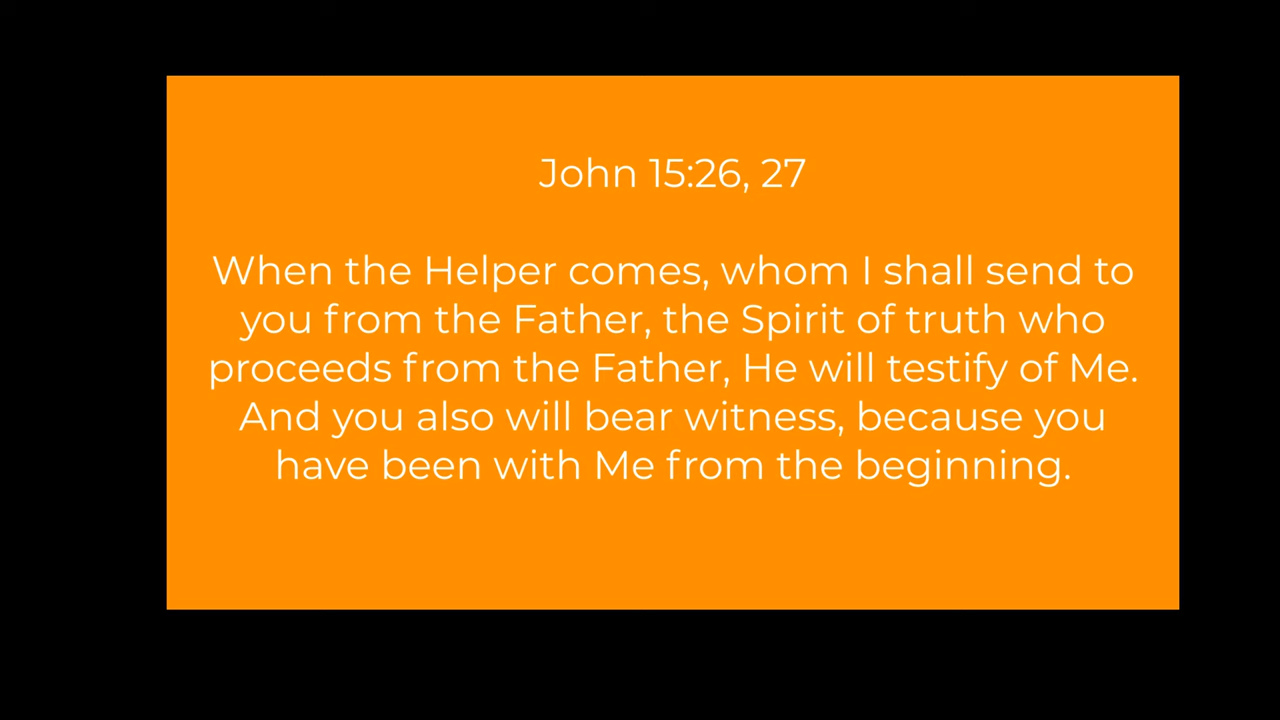 John 15:26, 27
When the Helper comes, whom I shall send to
you from the Father, the Spirit of truth who
proceeds from the Father, He will testify of Me.
And you also will bear witness, because you
have been with Me from the beginning.